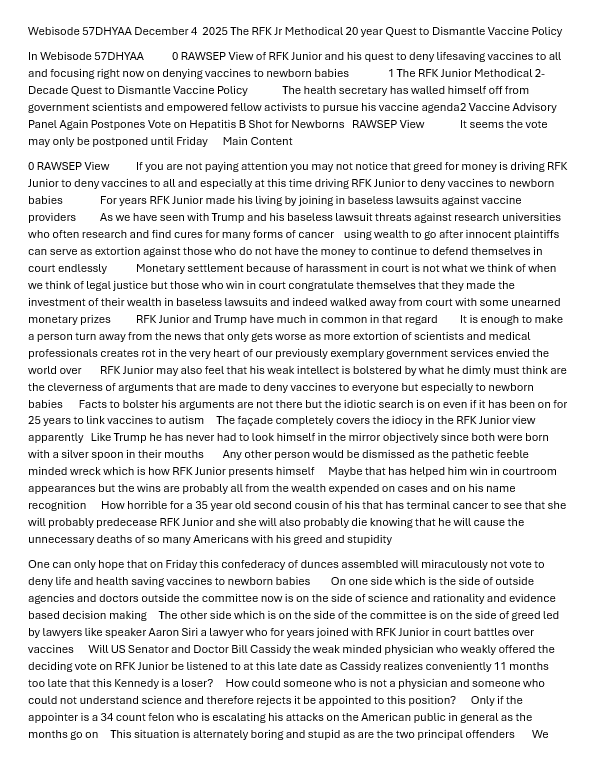 Webisode 57DHYAA December 4  2025 The RFK Jr Methodical 20 year Quest to Dismantle Vaccine Policy
In Webisode 57DHYAA          0 RAWSEP View of RFK Junior and his quest to deny lifesaving vaccines to all
and focusing right now on denying vaccines to newborn babies              1 The RFK Junior Methodical 2-
Decade Quest to Dismantle Vaccine Policy            The health secretary has walled himself off from
government scientists and empowered fellow activists to pursue his vaccine agenda2 Vaccine Advisory
Panel Again Postpones Vote on Hepatitis B Shot for Newborns   RAWSEP View            It seems the vote
may only be postponed until Friday     Main Content
0 RAWSEP View         If you are not paying attention you may not notice that greed for money is driving RFK
Junior to deny vaccines to all and especially at this time driving RFK Junior to deny vaccines to newborn
babies             For years RFK Junior made his living by joining in baseless lawsuits against vaccine
providers        As we have seen with Trump and his baseless lawsuit threats against research universities
who often research and find cures for many forms of cancer   using wealth to go after innocent plaintiffs
can serve as extortion against those who do not have the money to continue to defend themselves in
court endlessly          Monetary settlement because of harassment in court is not what we think of when
we think of legal justice but those who win in court congratulate themselves that they made the
investment of their wealth in baseless lawsuits and indeed walked away from court with some unearned
monetary prizes         RFK Junior and Trump have much in common in that regard        It is enough to make
a person turn away from the news that only gets worse as more extortion of scientists and medical
professionals creates rot in the very heart of our previously exemplary government services envied the
world over      RFK Junior may also feel that his weak intellect is bolstered by what he dimly must think are
the cleverness of arguments that are made to deny vaccines to everyone but especially to newborn
babies     Facts to bolster his arguments are not there but the idiotic search is on even if it has been on for
25 years to link vaccines to autism    The façade completely covers the idiocy in the RFK Junior view
apparently   Like Trump he has never had to look himself in the mirror objectively since both were born
with a silver spoon in their mouths       Any other person would be dismissed as the pathetic feeble
minded wreck which is how RFK Junior presents himself     Maybe that has helped him win in courtroom
appearances but the wins are probably all from the wealth expended on cases and on his name
recognition    How horrible for a 35 year old second cousin of his that has terminal cancer to see that she
will probably predecease RFK Junior and she will also probably die knowing that he will cause the
unnecessary deaths of so many Americans with his greed and stupidity
One can only hope that on Friday this confederacy of dunces assembled will miraculously not vote to
deny life and health saving vaccines to newborn babies       On one side which is the side of outside
agencies and doctors outside the committee now is on the side of science and rationality and evidence
based decision making    The other side which is on the side of the committee is on the side of greed led
by lawyers like speaker Aaron Siri a lawyer who for years joined with RFK Junior in court battles over
vaccines     Will US Senator and Doctor Bill Cassidy the weak minded physician who weakly offered the
deciding vote on RFK Junior be listened to at this late date as Cassidy realizes conveniently 11 months
too late that this Kennedy is a loser?    How could someone who is not a physician and someone who
could not understand science and therefore rejects it be appointed to this position?     Only if the
appointer is a 34 count felon who is escalating his attacks on the American public in general as the
months go on    This situation is alternately boring and stupid as are the two principal offenders      We